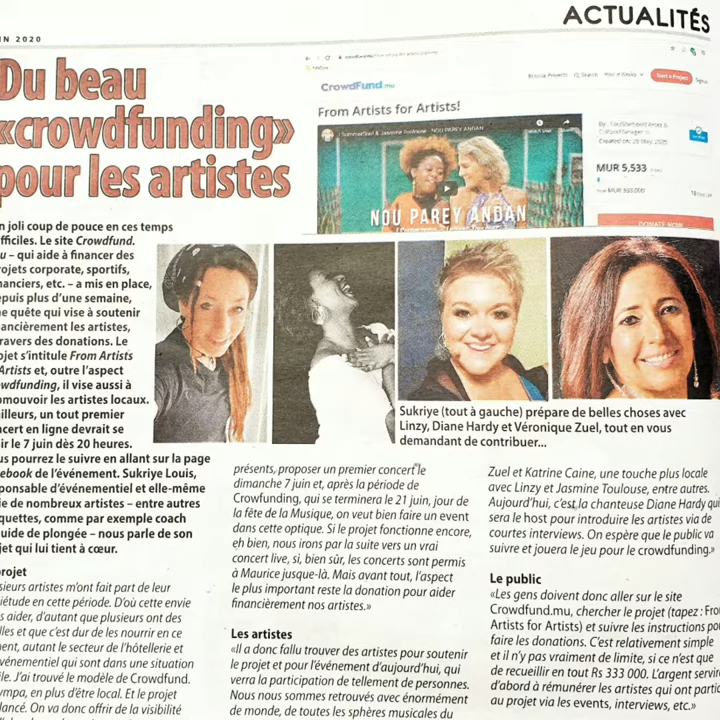 ACTUALITÉS
IN 2020
Du beau
«crowdfunding»
pour les artistes
CrowdFund.mu
Browse Projects
Search
Start a Project
From Artists for Artists!
Created on:
MUR 5,533
NOU PAREY ANDAN
NOU PAREY ANDAN
DONATE NOW
n joli coup de pouce en ces temps
fficiles. Le site Crowdfund.
u – qui aide à financer des
ojets corporate, sportifs,
nanciers, etc. – a mis en place,
epuis plus d'une semaine,
ne quête qui vise à soutenir
nancièrement les artistes,
travers des donations. Le
ojet s'intitule From Artists
Artists et, outre l'aspect
owdfunding, il vise aussi à
omouvoir les artistes locaux.
ailleurs, un tout premier
ncert en ligne devrait se
ir le 7 juin dès 20 heures.
us pourrez le suivre en allant sur la page
cebook de l'événement. Sukriye Louis,
ponsable d'événementiel et elle-même
ie de nombreux artistes – entre autres
quettes, comme par exemple coach
uide de plongée – nous parle de son
jet qui lui tient à cœur.
Sukriye (tout à gauche) prépare de belles choses avec
Linzy, Diane Hardy et Véronique Zuel, tout en vous
demandant de contribuer...
rojet
sieurs artistes m'ont fait part de leur
iétude en cette période. D'où cette envie
s aider, d'autant que plusieurs ont des
lles et que c'est dur de les nourrir en ce
ent, autant le secteur de l'hôtellerie et
vénementiel qui sont dans une situation
ile. J'ai trouvé le modèle de Crowdfund.
ympa, en plus d'être local. Et le projet
lancé. On va donc offrir de la visibilité
présents, proposer un premier concert le
dimanche 7 juin et, après la période de
Crowfunding, qui se terminera le 21 juin, jour de
la fête de la Musique, on veut bien faire un event
dans cette optique. Si le projet fonctionne encore,
eh bien, nous irons par la suite vers un vrai
concert live, si, bien sûr, les concerts sont permis
à Maurice jusque-là. Mais avant tout, l'aspect
le plus important reste la donation pour aider
financièrement nos artistes.»
Les artistes
«Il a donc fallu trouver des artistes pour soutenir
le projet et pour l'événement d'aujourd'hui, qui
verra la participation de tellement de personnes.
Nous nous sommes retrouvés avec énormément
de monde, de toutes les sphères musicales du
Zuel et Katrine Caine, une touche plus locale
avec Linzy et Jasmine Toulouse, entre autres.
Aujourd'hui, c'est la chanteuse Diane Hardy qui
sera le host pour introduire les artistes via de
courtes interviews. On espère que le public va
suivre et jouera le jeu pour le crowdfunding.»
Le public
«Les gens doivent donc aller sur le site
Crowdfund.mu, chercher le projet (tapez : Fro
Artists for Artists) et suivre les instructions po
faire les donations. C'est relativement simple
et il n'y pas vraiment de limite, si ce n'est que
de recueillir en tout Rs 333 000. L'argent servir
d'abord à rémunérer les artistes qui ont partic
au projet via les events, interviews, etc.»